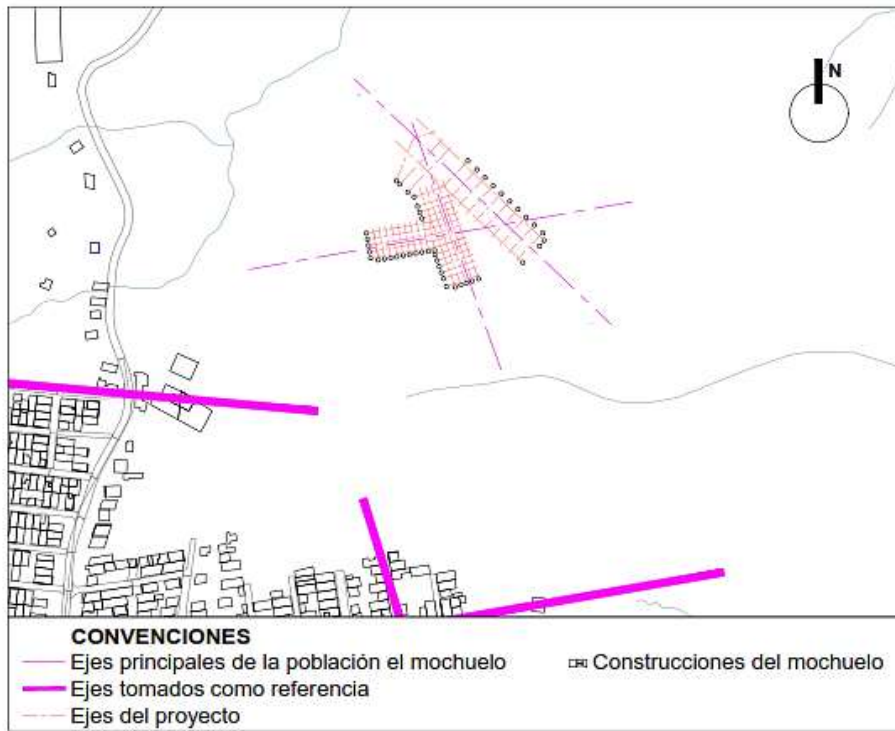 N
CONVENCIONES
Ejes principales de la población el mochuelo
Construcciones del mochuelo
Ejes tomados como referencia
Ejes del proyecto